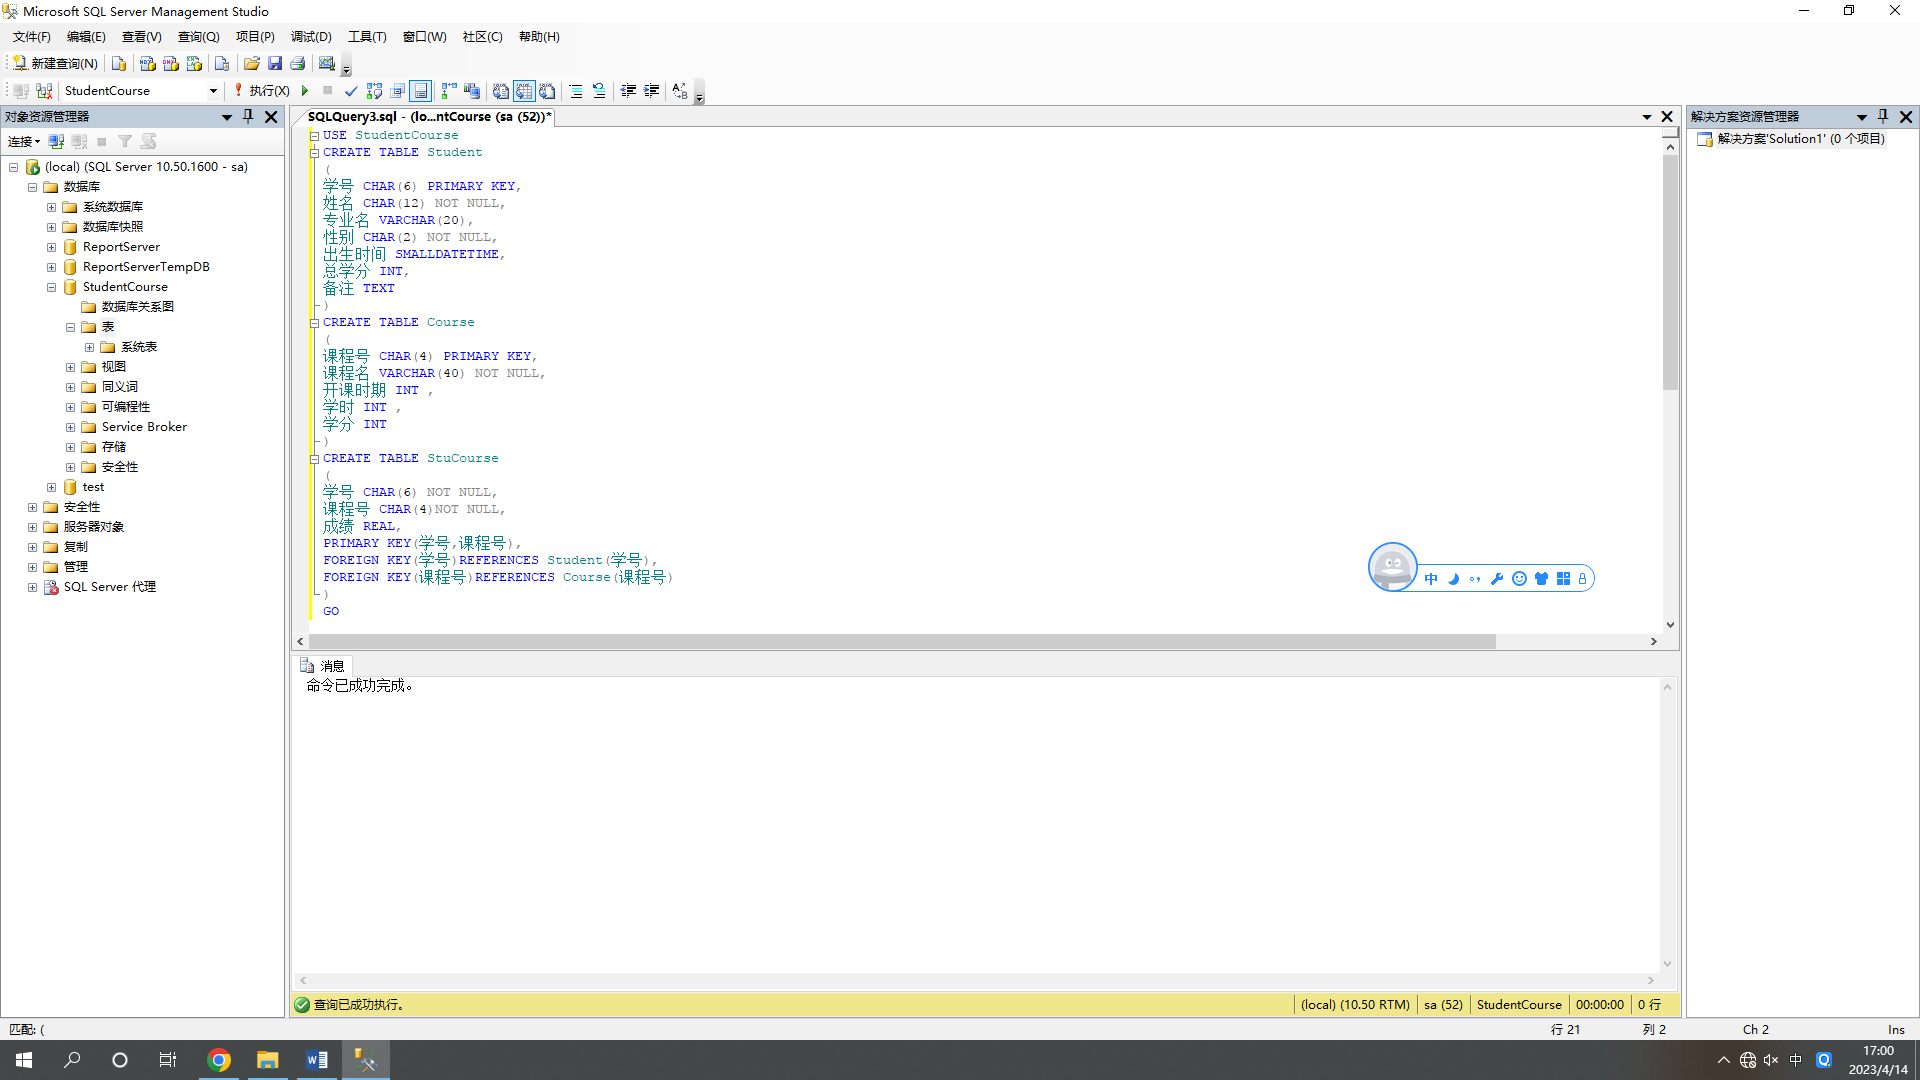 Microsoft SQL Server Management Studio
文件(F) 编辑(E) 查看(V) 查询(Q) 项目(P) 调试(D) 工具(T) 窗口(W) 社区(C) 帮助(H)
新建查询(N)
StudentCourse 执行(X)
对象资源管理器
连接
(local) (SQL Server 10.50.1600 - sa)
数据库
系统数据库
数据库快照
ReportServer
ReportServerTempDB
StudentCourse
数据库关系图
表
系统表
视图
同义词
可编程性
Service Broker
存储
安全性
test
安全性
服务器对象
复制
管理
SQL Server 代理
SQLQuery3.sql - (lo...ntCourse (sa (52))*
USE StudentCourse
CREATE TABLE Student
(
学号 CHAR(6) PRIMARY KEY,
姓名 CHAR(12) NOT NULL,
专业名 VARCHAR(20),
性别 CHAR(2) NOT NULL,
出生时间 SMALLDATETIME,
总学分 INT,
备注 TEXT
)
CREATE TABLE Course
(
课程号 CHAR(4) PRIMARY KEY,
课程名 VARCHAR(40) NOT NULL,
开课时期 INT ,
学时 INT ,
学分 INT
)
CREATE TABLE StuCourse
(
学号 CHAR(6) NOT NULL,
课程号 CHAR(4)NOT NULL,
成绩 REAL,
PRIMARY KEY(学号,课程号),
FOREIGN KEY(学号)REFERENCES Student(学号),
FOREIGN KEY(课程号)REFERENCES Course(课程号)
)
GO
中
消息
命令已成功完成。
查询已成功执行。 (local) (10.50 RTM) sa (52) StudentCourse 00:00:00 0 行
解决方案资源管理器
解决方案'Solution1' (0 个项目)
匹配: ( 行 21 列 2 Ch 2 Ins
中
17:00
2023/4/14